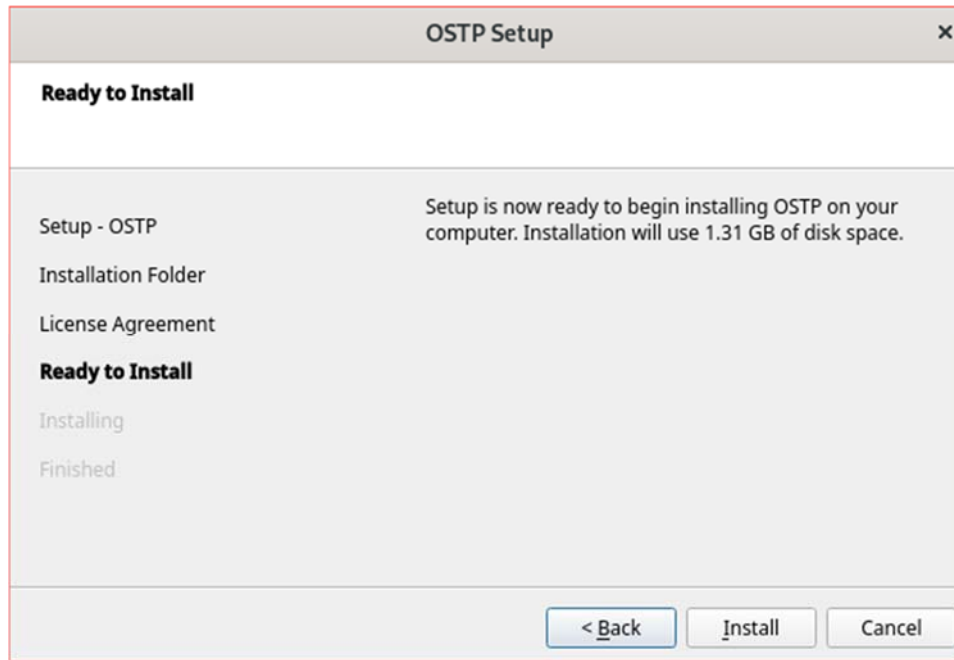 OSTP Setup
×
Ready to Install
Setup - OSTP
Installation Folder
License Agreement
Ready to Install
Installing
Finished
Setup is now ready to begin installing OSTP on your
computer. Installation will use 1.31 GB of disk space.
< Back
Install
Cancel